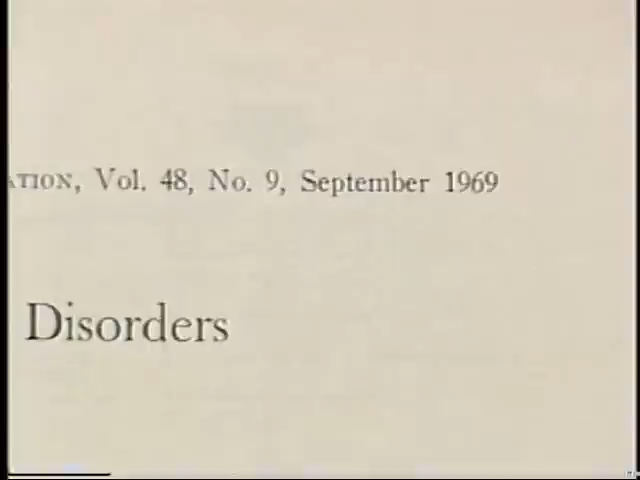 ATION, Vol. 48, No. 9, September 1969
Disorders